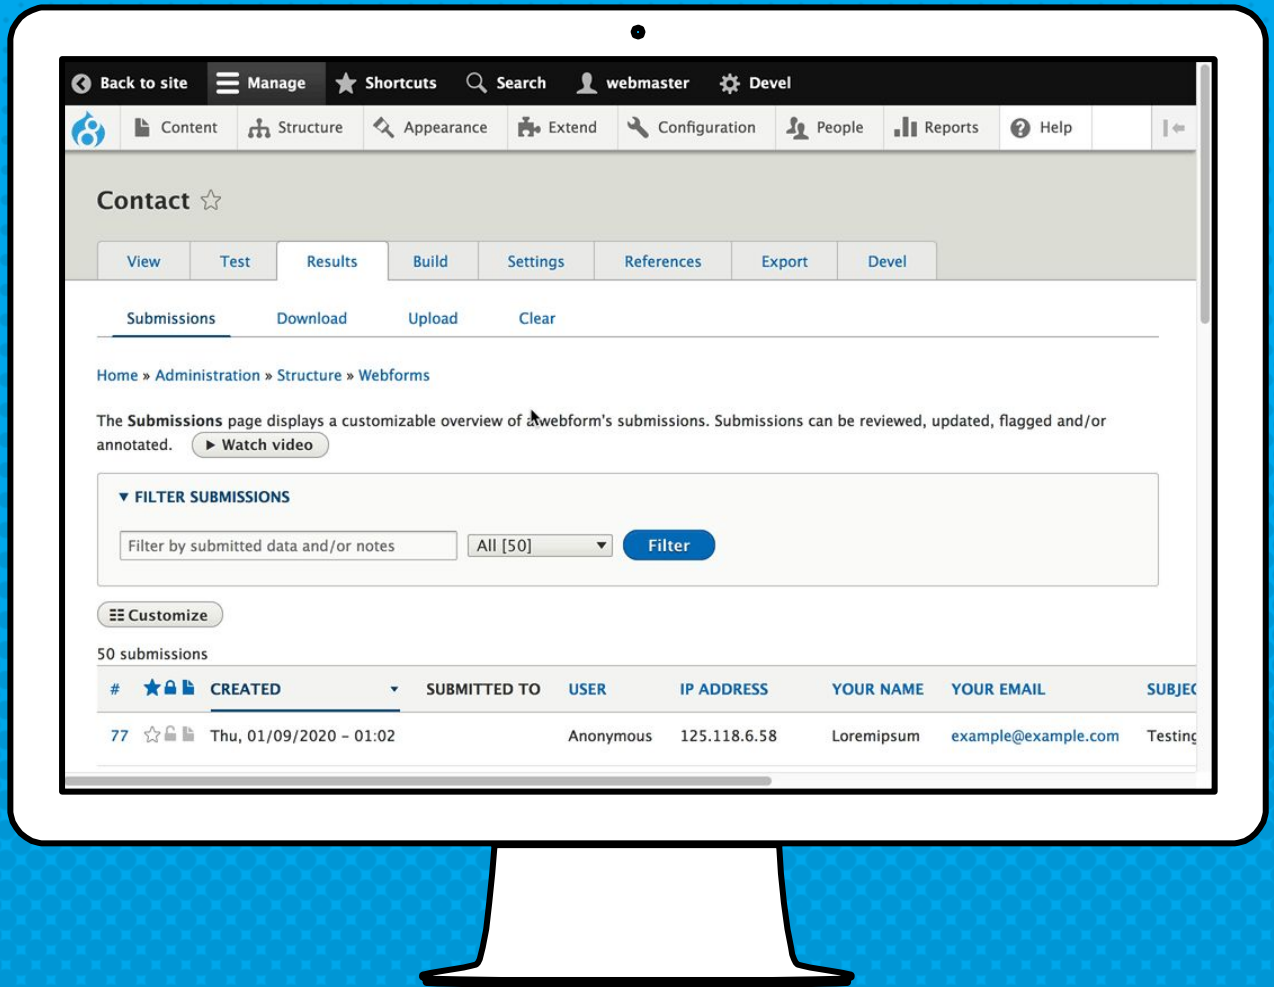 Back to site Manage Shortcuts Search webmaster Devel
Content Structure Appearance Extend Configuration People Reports Help
Contact
View Test Results Build Settings References Export Devel
Submissions Download Upload Clear
Home » Administration » Structure » Webforms
The Submissions page displays a customizable overview of a webform's submissions. Submissions can be reviewed, updated, flagged and/or
annotated. Watch video
FILTER SUBMISSIONS
Filter by submitted data and/or notes All [50] Filter
Customize
50 submissions
# CREATED SUBMITTED TO USER IP ADDRESS YOUR NAME YOUR EMAIL SUBJEC
77 Thu, 01/09/2020 – 01:02 Anonymous 125.118.6.58 Loremipsum example@example.com Testing